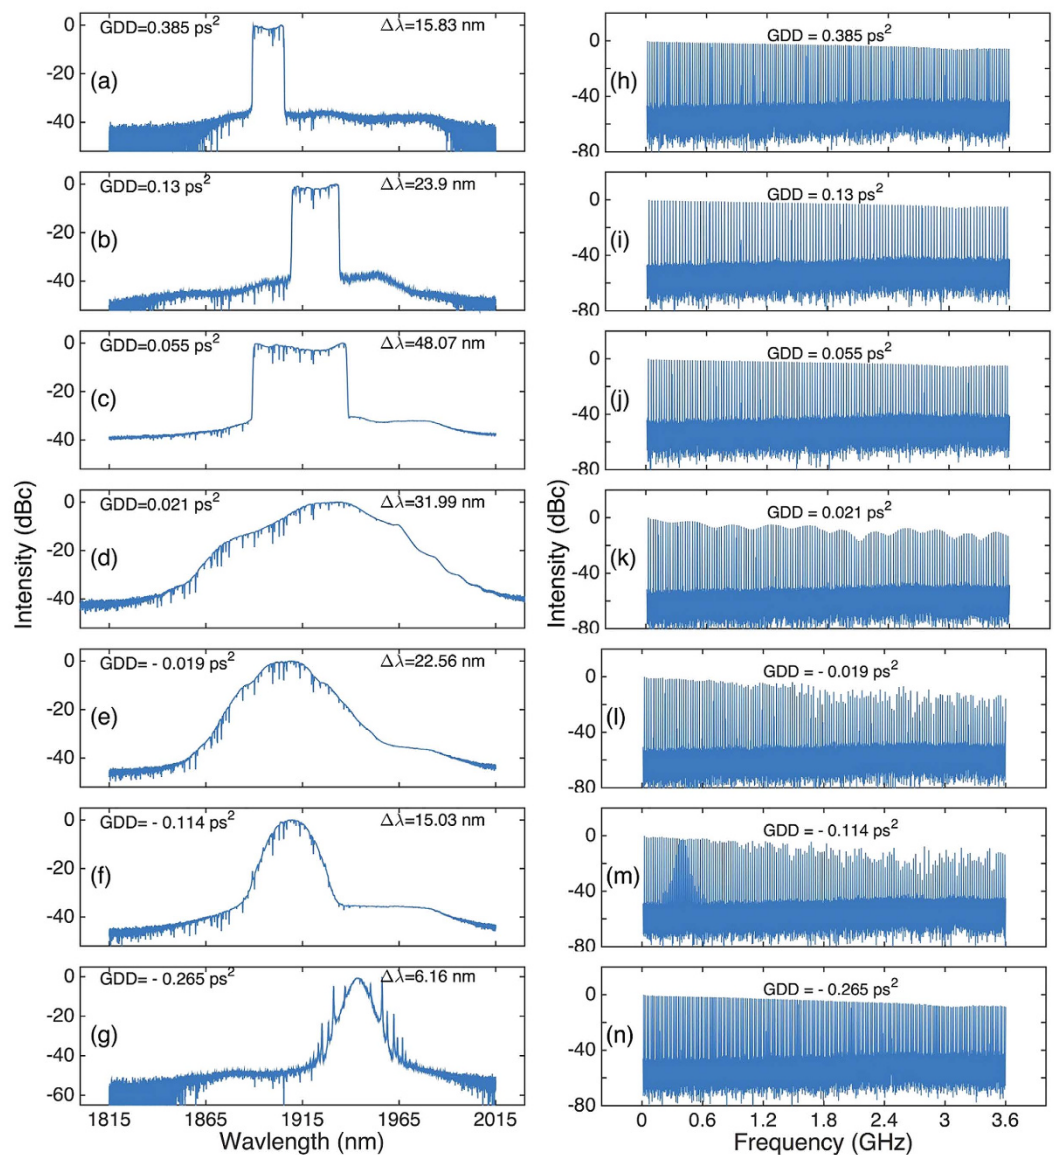 GDD=0.385 ps²
Δλ=15.83 nm
0
(a)
-40
GDD=0.13 ps²
Δλ=23.9 nm
0
(b)
-40
GDD=0.055 ps²
Δλ=48.07 nm
0
-20
(c)
-40
GDD=0.021 ps²
Δλ=31.99 nm
0
-20
(d)
-40
GDD= - 0.019 ps²
Δλ=22.56 nm
0
-20
(e)
-40
GDD= - 0.114 ps²
Δλ=15.03 nm
0
-20
(f)
-40
GDD= - 0.265 ps²
Δλ=6.16 nm
0
-20
(g)
-40
-60
Intensity (dBc)
1815 1865 1915 1965 2015
Wavlength (nm)
GDD = 0.385 ps²
0
(h)
-40
-80
GDD = 0.13 ps²
0
(i)
-40
-80
GDD = 0.055 ps²
0
(j)
-40
-80
GDD = 0.021 ps²
0
(k)
-40
-80
GDD = - 0.019 ps²
0
(l)
-40
-80
GDD = - 0.114 ps²
0
(m)
-40
-80
GDD = - 0.265 ps²
0
(n)
-40
-80
Intensity (dBc)
0 0.6 1.2 1.8 2.4 3 3.6
Frequency (GHz)